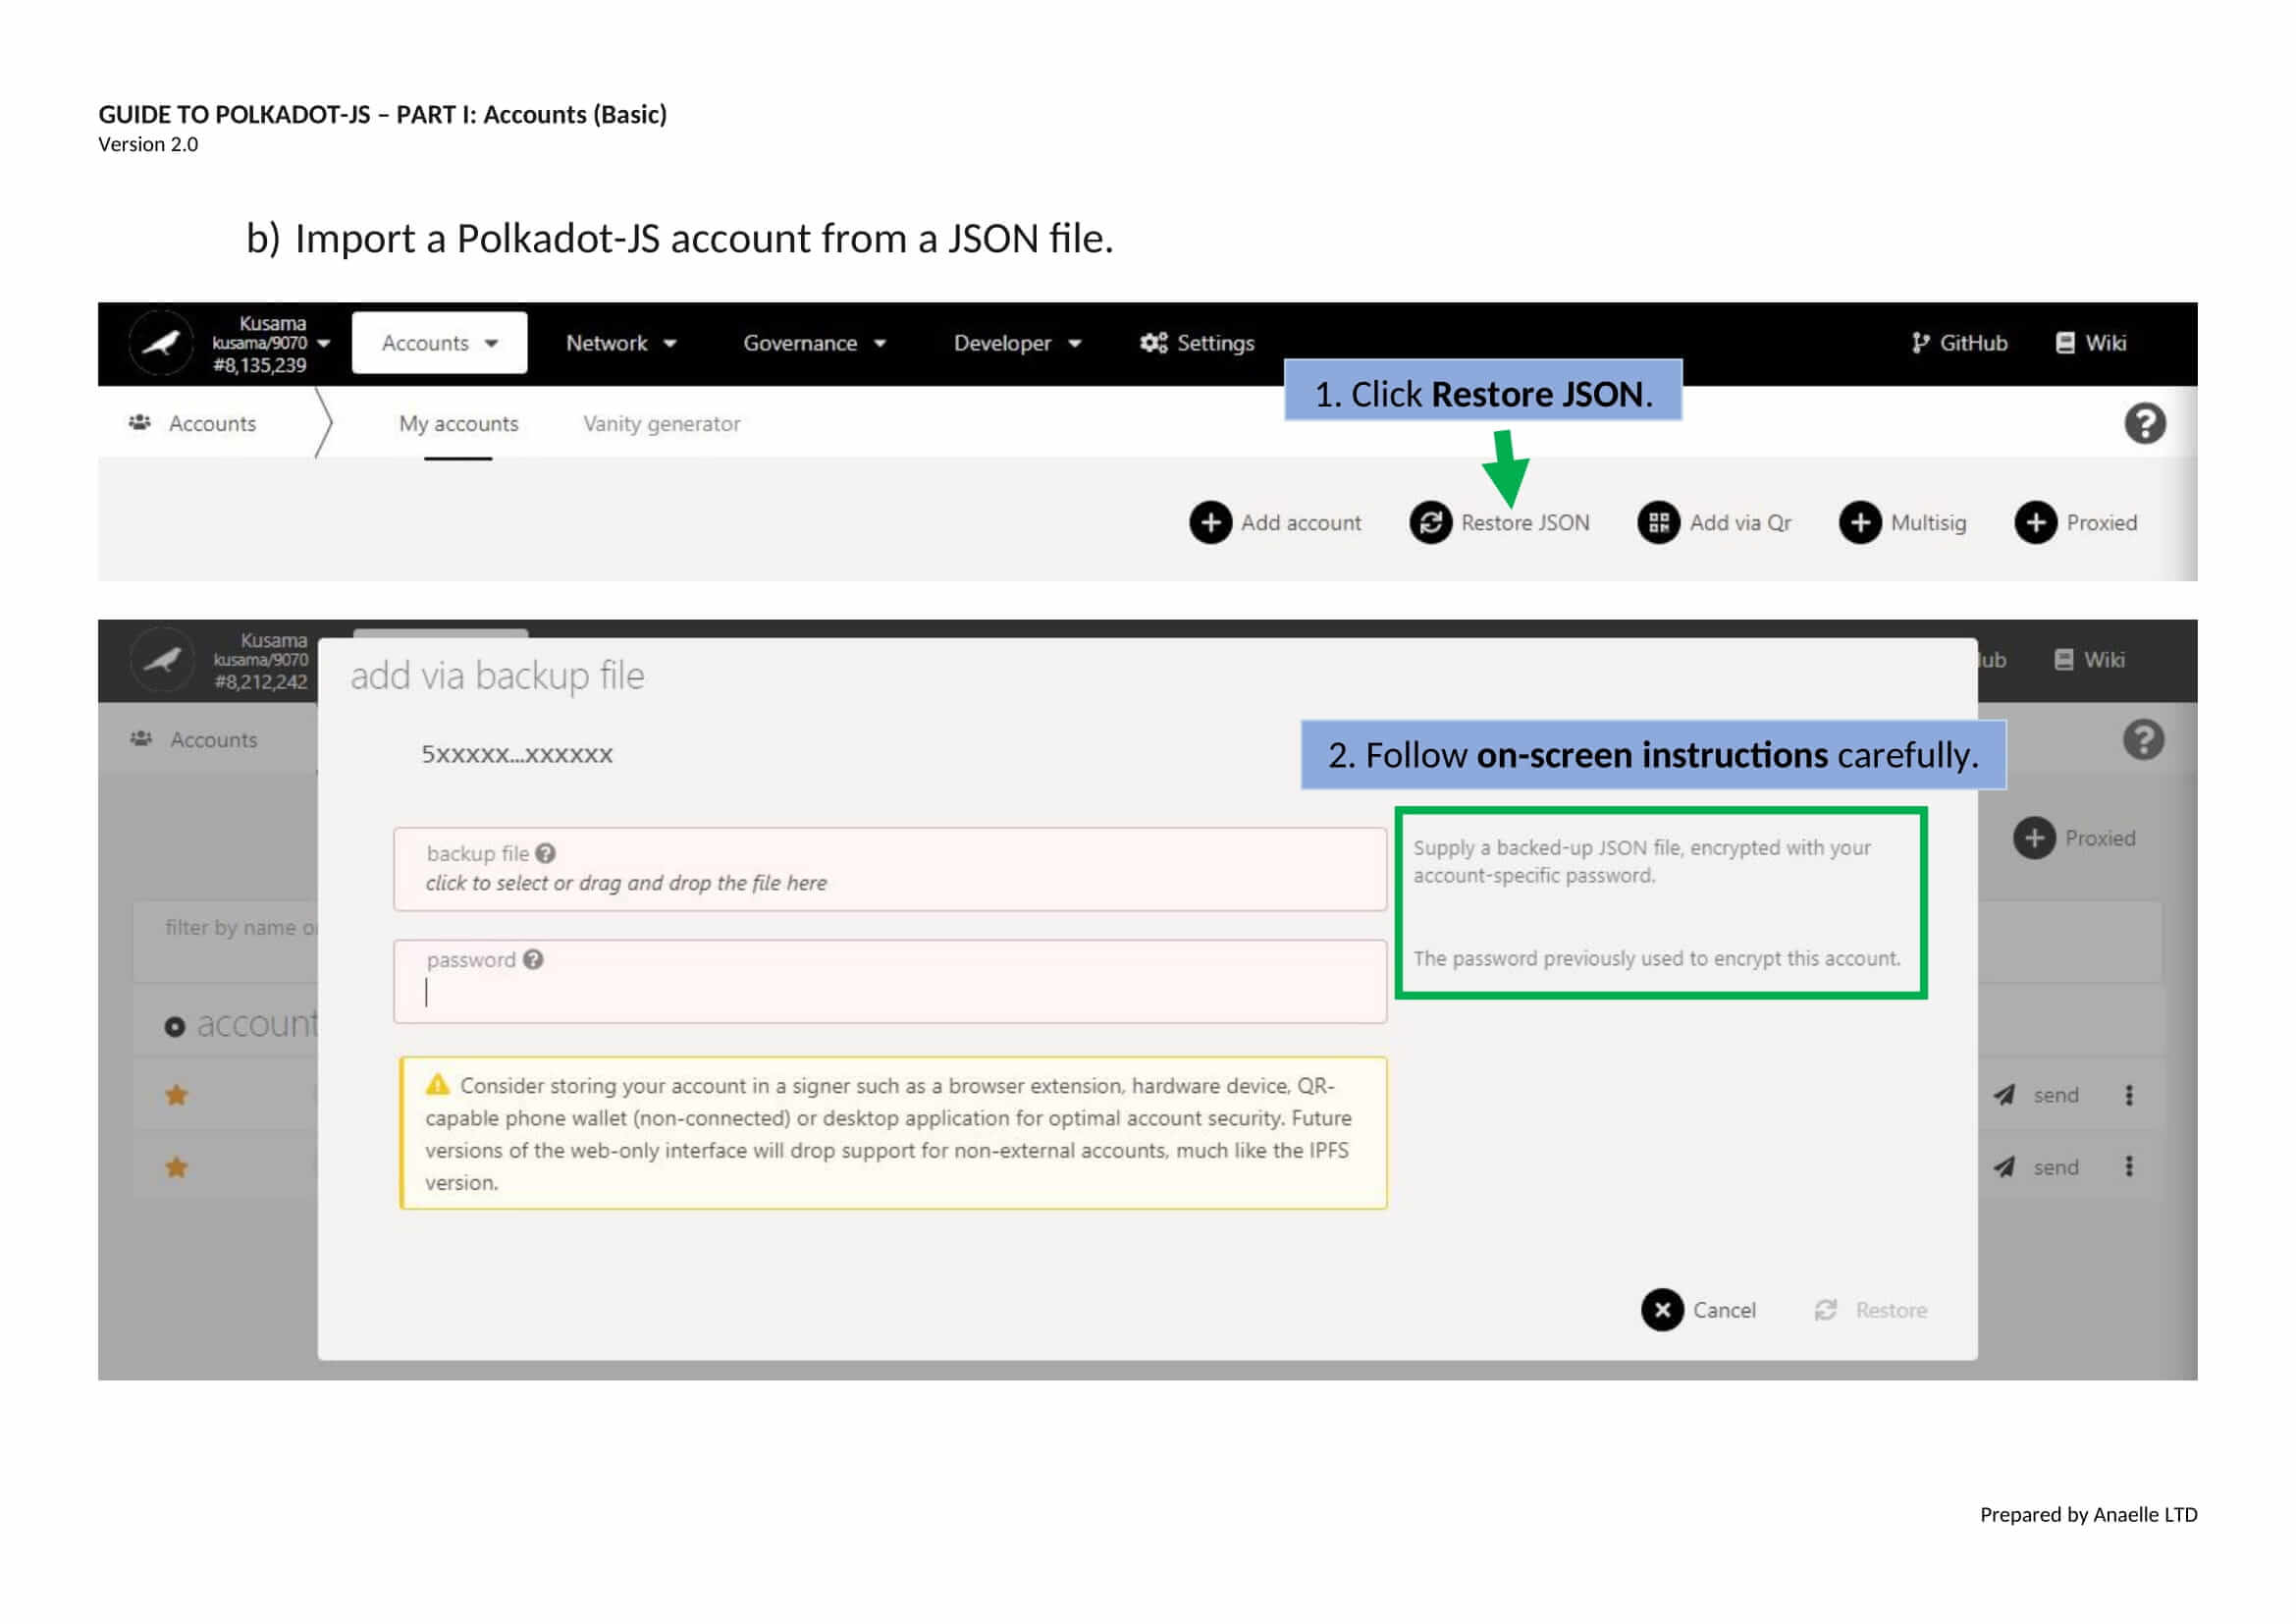 GUIDE TO POLKADOT-JS – PART I: Accounts (Basic)
Version 2.0
b) Import a Polkadot-JS account from a JSON file.
Kusama
kusama/9070
#8,135,239
Accounts
Network
Governance
Developer
Settings
GitHub
Wiki
1. Click Restore JSON.
Accounts
My accounts
Vanity generator
Add account
Restore JSON
Add via Qr
Multisig
Proxied
Kusama
kusama/9070
#8,212,242
add via backup file
lub
Wiki
Accounts
5xxxxx...xxxxxx
2. Follow on-screen instructions carefully.
backup file
click to select or drag and drop the file here
Supply a backed-up JSON file, encrypted with your
account-specific password.
Proxied
filter by name o
password
The password previously used to encrypt this account.
account
Consider storing your account in a signer such as a browser extension, hardware device, QR-
capable phone wallet (non-connected) or desktop application for optimal account security. Future
versions of the web-only interface will drop support for non-external accounts, much like the IPFS
version.
send
send
Cancel
Restore
Prepared by Anaelle LTD